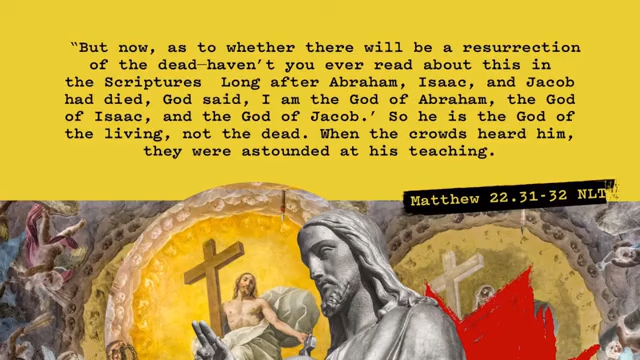 “But now, as to whether there will be a resurrection
of the dead—haven’t you ever read about this in
the Scriptures  Long after Abraham, Isaac, and Jacob
had died, God said, I am the God of Abraham, the God
of Isaac, and the God of Jacob.’ So he is the God of
the living, not the dead. When the crowds heard him,
they were astounded at his teaching.
Matthew 22.31-32 NLT